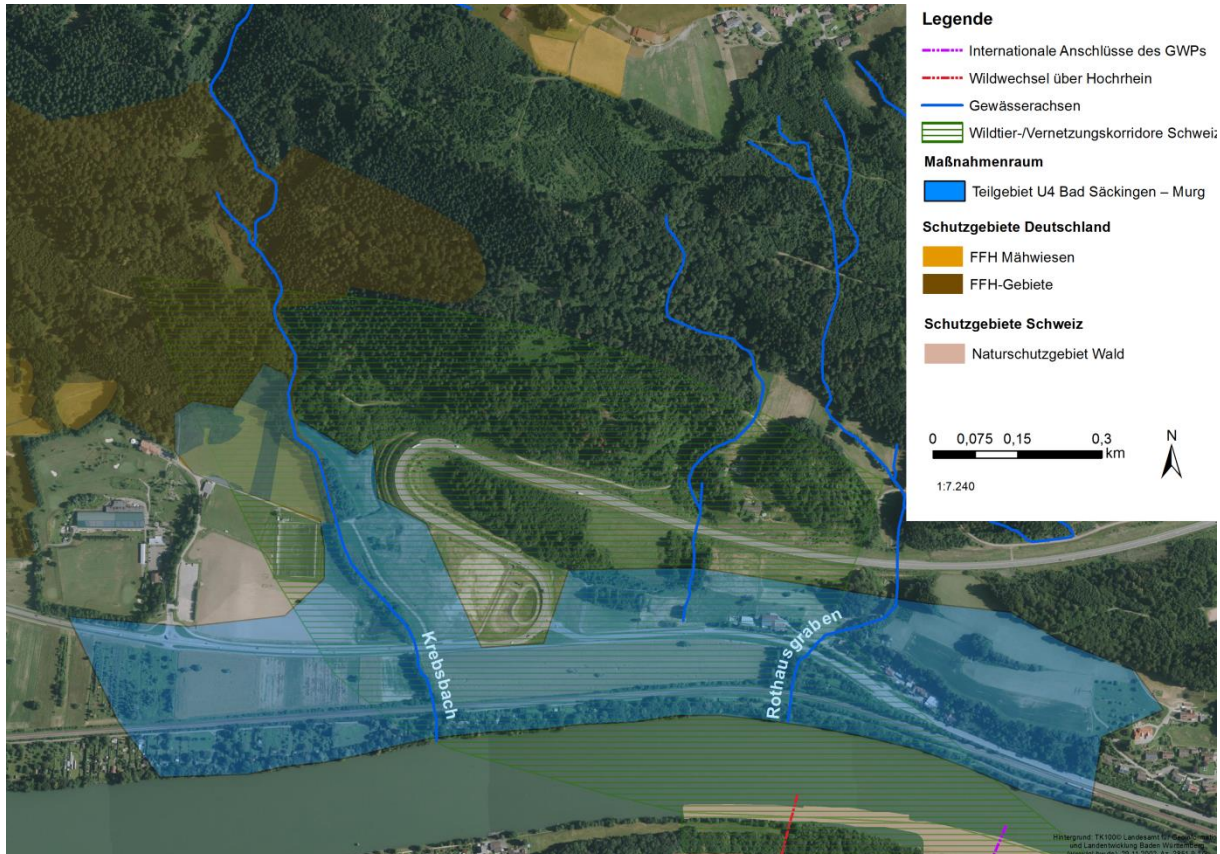 Legende
Internationale Anschlüsse des GWPs
Wildwechsel über Hochrhein
Gewässerachsen
Wildtier-/Vernetzungskorridore Schweiz
Maßnahmenraum
Teilgebiet U4 Bad Säckingen – Murg
Schutzgebiete Deutschland
FFH Mähwiesen
FFH-Gebiete
Schutzgebiete Schweiz
Naturschutzgebiet Wald
0 0,075 0,15 0,3
km
N
1:7.240
Krebsbach
Rothausgraben
Hintergrund: TK100© Landesamt für
und Landentwicklung Baden Württemberg